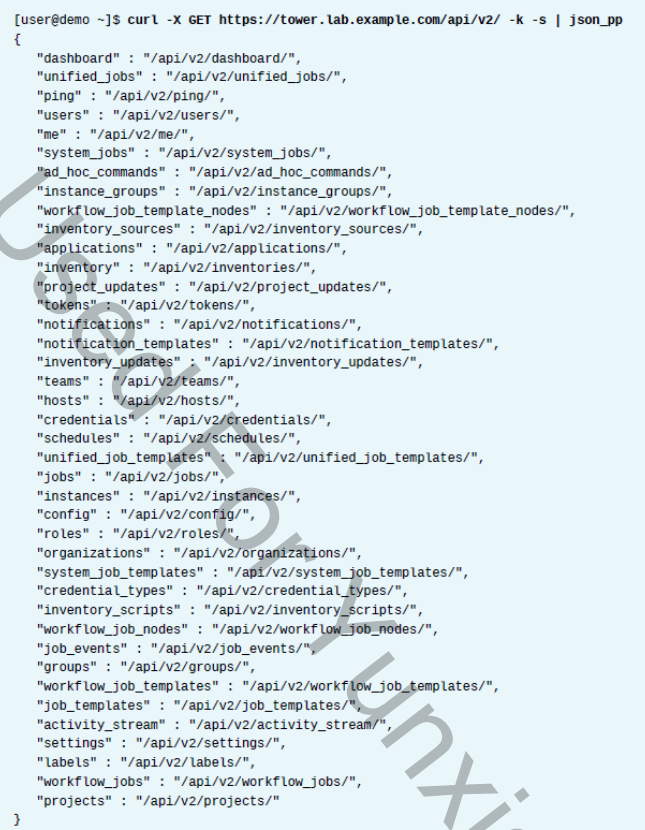 [user@demo ~]$ curl -X GET https://tower.lab.example.com/api/v2/ -k -s | json_pp
{
"dashboard" : "/api/v2/dashboard/",
"unified_jobs" : "/api/v2/unified_jobs/",
"ping" : "/api/v2/ping/",
"users" : "/api/v2/users/",
"me" : "/api/v2/me/",
"system_jobs" : "/api/v2/system_jobs/",
"ad_hoc_commands" : "/api/v2/ad_hoc_commands/",
"instance_groups" : "/api/v2/instance_groups/",
"workflow_job_template_nodes" : "/api/v2/workflow_job_template_nodes/",
"inventory_sources" : "/api/v2/inventory_sources/",
"applications" : "/api/v2/applications/",
"inventory" : "/api/v2/inventories/",
"project_updates" : "/api/v2/project_updates/",
"tokens" : "/api/v2/tokens/",
"notifications" : "/api/v2/notifications/",
"notification_templates" : "/api/v2/notification_templates/",
"inventory_updates" : "/api/v2/inventory_updates/",
"teams" : "/api/v2/teams/",
"hosts" : "/api/v2/hosts/",
"credentials" : "/api/v2/credentials/",
"schedules" : "/api/v2/schedules/",
"unified_job_templates" : "/api/v2/unified_job_templates/",
"jobs" : "/api/v2/jobs/",
"instances" : "/api/v2/instances/",
"config" : "/api/v2/config/",
"roles" : "/api/v2/roles/",
"organizations" : "/api/v2/organizations/",
"system_job_templates" : "/api/v2/system_job_templates/",
"credential_types" : "/api/v2/credential_types/",
"inventory_scripts" : "/api/v2/inventory_scripts/",
"workflow_job_nodes" : "/api/v2/workflow_job_nodes/",
"job_events" : "/api/v2/job_events/",
"groups" : "/api/v2/groups/",
"workflow_job_templates" : "/api/v2/workflow_job_templates/",
"job_templates" : "/api/v2/job_templates/",
"activity_stream" : "/api/v2/activity_stream/",
"settings" : "/api/v2/settings/",
"labels" : "/api/v2/labels/",
"workflow_jobs" : "/api/v2/workflow_jobs/",
"projects" : "/api/v2/projects/"
}
Used For